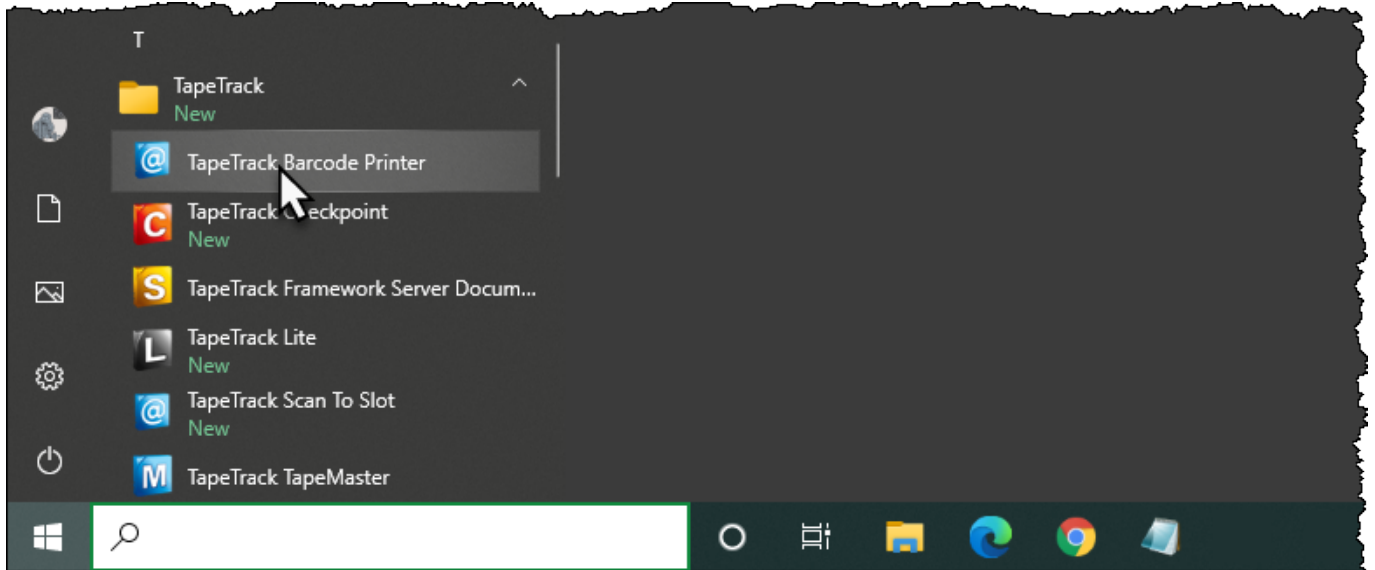 T
TapeTrack
New
TapeTrack Barcode Printer
TapeTrack
New
TapeTrack Framework Server Docum...
TapeTrack Lite
New
TapeTrack Scan To Slot
New
TapeTrack TapeMaster